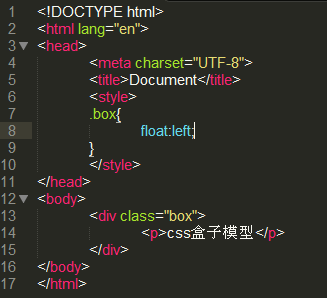 1 <!DOCTYPE html>
2 <html lang="en">
3 <head>
4 <meta charset="UTF-8">
5 <title>Document</title>
6 <style>
7 .box{
8 float:left;
9 }
10 </style>
11 </head>
12 <body>
13 <div class="box">
14 <p>css盒子模型</p>
15 </div>
16 </body>
17 </html>